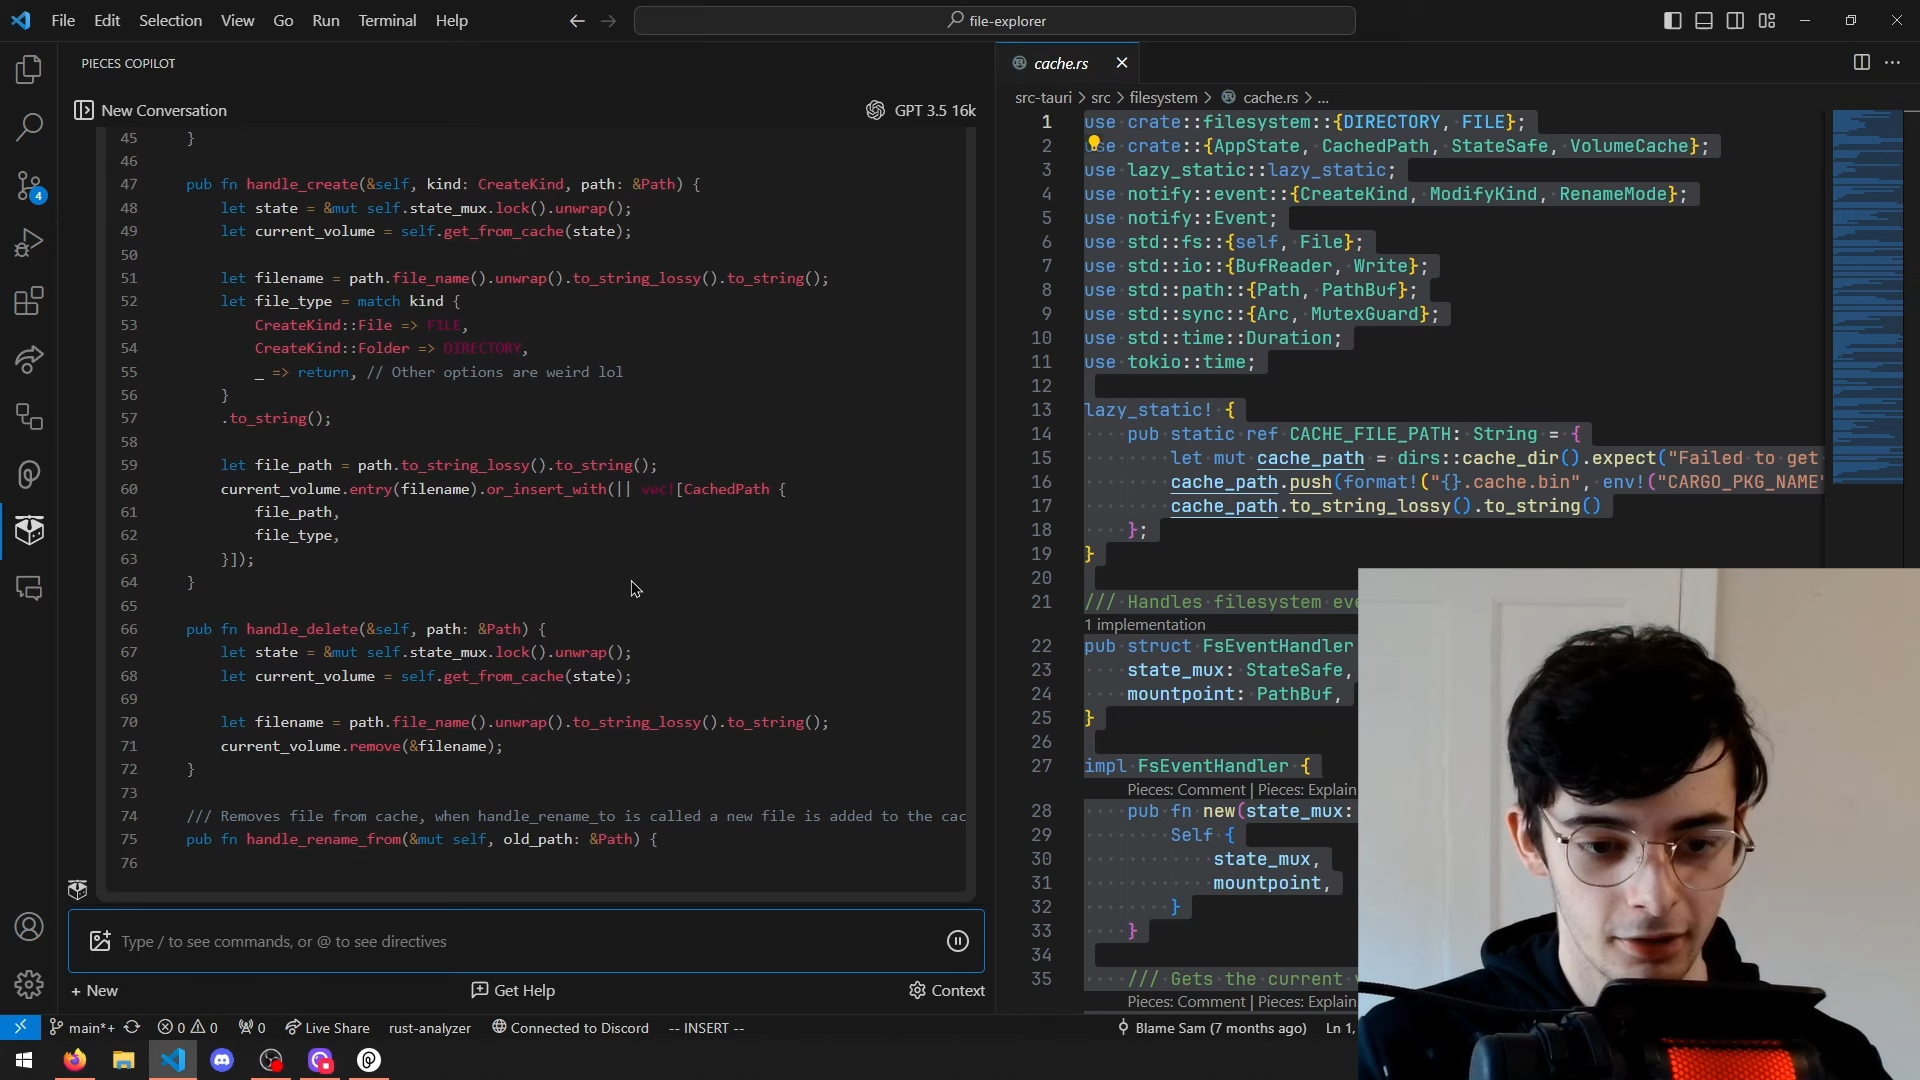 File Edit Selection View Go Run Terminal Help
file-explorer
PIECES COPILOT
New Conversation
GPT 3.5 16k
45 }
46
47 pub fn handle_create(&self, kind: CreateKind, path: &Path) {
48 let state = &mut self.state_mux.lock().unwrap();
49 let current_volume = self.get_from_cache(state);
50
51 let filename = path.file_name().unwrap().to_string_lossy().to_string();
52 let file_type = match kind {
53 CreateKind::File => FILE,
54 CreateKind::Folder => DIRECTORY,
55 _ => return, // Other options are weird lol
56 }
57 .to_string();
58
59 let file_path = path.to_string_lossy().to_string();
60 current_volume.entry(filename).or_insert_with(|| vec![CachedPath {
61 file_path,
62 file_type,
63 }]);
64 }
65
66 pub fn handle_delete(&self, path: &Path) {
67 let state = &mut self.state_mux.lock().unwrap();
68 let current_volume = self.get_from_cache(state);
69
70 let filename = path.file_name().unwrap().to_string_lossy().to_string();
71 current_volume.remove(&filename);
72 }
73
74 /// Removes file from cache, when handle_rename_to is called a new file is added to the cac
75 pub fn handle_rename_from(&mut self, old_path: &Path) {
76
Type / to see commands, or @ to see directives
+ New
Get Help
Context
cache.rs
src-tauri > src > filesystem > cache.rs > ...
1 use crate::filesystem::{DIRECTORY, FILE};
2 use crate::{AppState, CachedPath, StateSafe, VolumeCache};
3 use lazy_static::lazy_static;
4 use notify::event::{CreateKind, ModifyKind, RenameMode};
5 use notify::Event;
6 use std::fs::{self, File};
7 use std::io::{BufReader, Write};
8 use std::path::{Path, PathBuf};
9 use std::sync::{Arc, MutexGuard};
10 use std::time::Duration;
11 use tokio::time;
12
13 lazy_static! {
14 pub static ref CACHE_FILE_PATH: String = {
15 let mut cache_path = dirs::cache_dir().expect("Failed to get
16 cache_path.push(format!("{}.cache.bin", env!("CARGO_PKG_NAME"
17 cache_path.to_string_lossy().to_string()
18 };
19 }
20
21 /// Handles filesystem eve
1 implementation
22 pub struct FsEventHandler
23 state_mux: StateSafe,
24 mountpoint: PathBuf,
25 }
26
27 impl FsEventHandler {
Pieces: Comment | Pieces: Explain
28 pub fn new(state_mux:
29 Self {
30 state_mux,
31 mountpoint,
32 }
33 }
34
35 /// Gets the current v
Pieces: Comment | Pieces: Explain
4
main*+ 0 0 0 Live Share rust-analyzer Connected to Discord -- INSERT -- Blame Sam (7 months ago) Ln 1,